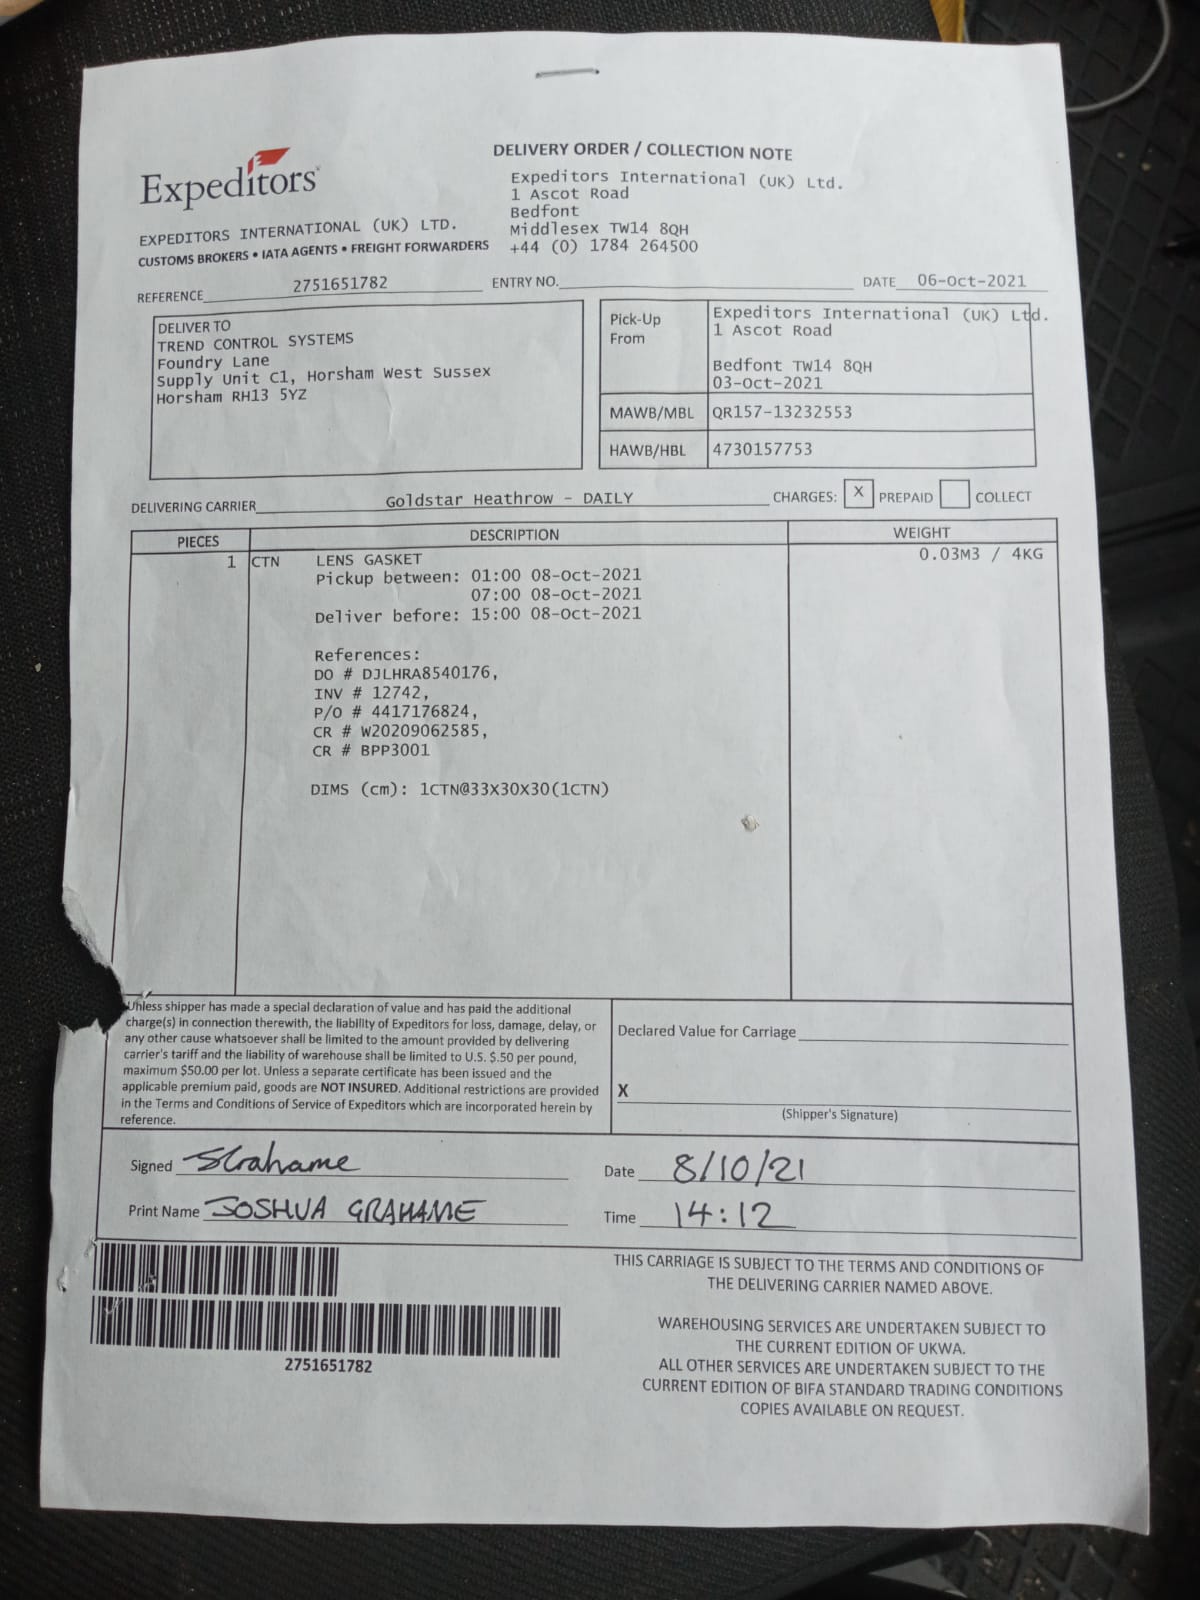 DELIVERY ORDER / COLLECTION NOTE
Expeditors
Expeditors International (UK) Ltd.
1 Ascot Road
Bedfont
Middlesex TW14 8QH
+44 (0) 1784 264500
EXPEDITORS INTERNATIONAL (UK) LTD.
CUSTOMS BROKERS • IATA AGENTS • FREIGHT FORWARDERS
REFERENCE 2751651782 ENTRY NO. DATE 06-Oct-2021
DELIVER TO
TREND CONTROL SYSTEMS
Foundry Lane
Supply Unit C1, Horsham West Sussex
Horsham RH13 5YZ
Pick-Up From
Expeditors International (UK) Ltd.
1 Ascot Road
Bedfont TW14 8QH
03-Oct-2021
MAWB/MBL QR157-13232553
HAWB/HBL 4730157753
DELIVERING CARRIER Goldstar Heathrow - DAILY CHARGES: X PREPAID COLLECT
PIECES DESCRIPTION WEIGHT
1 CTN LENS GASKET 0.03M3 / 4KG
Pickup between: 01:00 08-Oct-2021
07:00 08-Oct-2021
Deliver before: 15:00 08-Oct-2021
References:
DO # DJLHRA8540176,
INV # 12742,
P/O # 4417176824,
CR # W20209062585,
CR # BPP3001
DIMS (cm): 1CTN@33X30X30(1CTN)
Unless shipper has made a special declaration of value and has paid the additional
charge(s) in connection therewith, the liability of Expeditors for loss, damage, delay, or
any other cause whatsoever shall be limited to the amount provided by delivering
carrier's tariff and the liability of warehouse shall be limited to U.S. $.50 per pound,
maximum $50.00 per lot. Unless a separate certificate has been issued and the
applicable premium paid, goods are NOT INSURED. Additional restrictions are provided
in the Terms and Conditions of Service of Expeditors which are incorporated herein by
reference.
Declared Value for Carriage
X
(Shipper's Signature)
Signed JGrahame Date 8/10/21
Print Name JOSHUA GRAHAME Time 14:12
2751651782
THIS CARRIAGE IS SUBJECT TO THE TERMS AND CONDITIONS OF
THE DELIVERING CARRIER NAMED ABOVE.
WAREHOUSING SERVICES ARE UNDERTAKEN SUBJECT TO
THE CURRENT EDITION OF UKWA.
ALL OTHER SERVICES ARE UNDERTAKEN SUBJECT TO THE
CURRENT EDITION OF BIFA STANDARD TRADING CONDITIONS
COPIES AVAILABLE ON REQUEST.